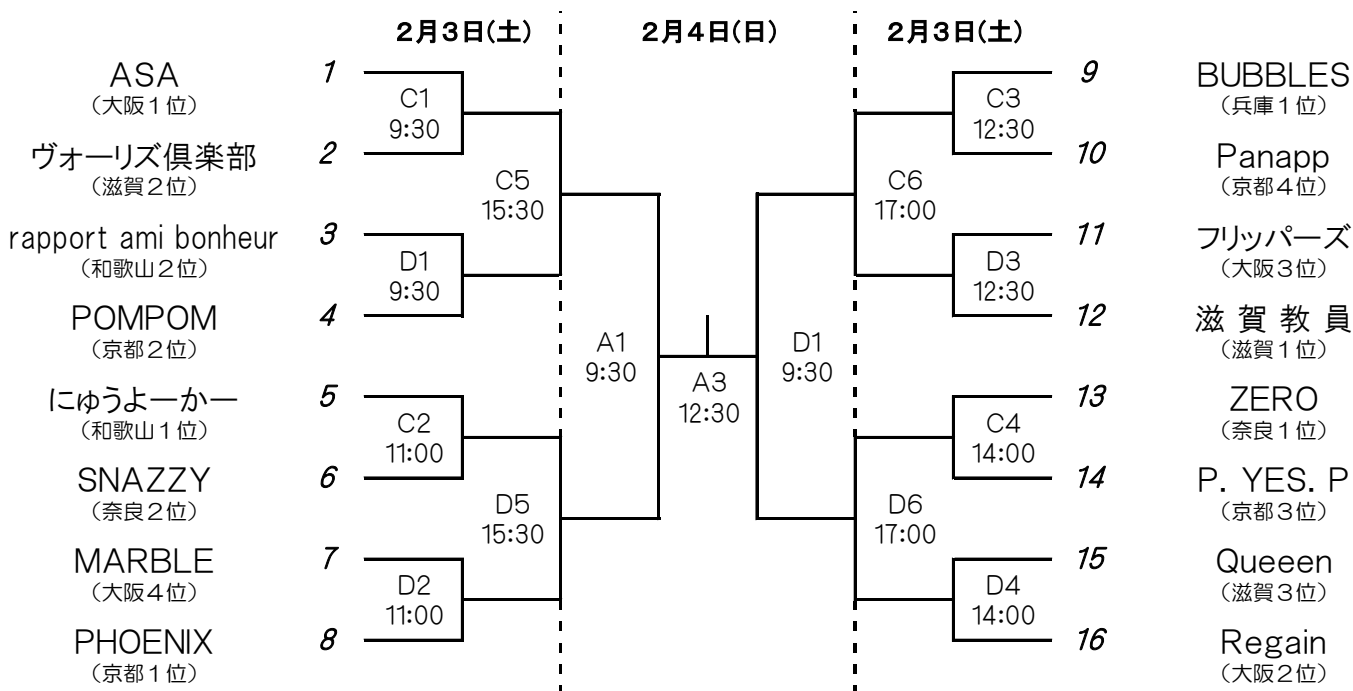 2月3日(土)
2月4日(日)
2月3日(土)
ASA
(大阪1位)
1
C1
9:30
ヴォーリズ倶楽部
(滋賀2位)
2
C5
15:30
rapport ami bonheur
(和歌山2位)
3
D1
9:30
POMPOM
(京都2位)
4
A1
9:30
にゅうよーかー
(和歌山1位)
5
C2
11:00
SNAZZY
(奈良2位)
6
D5
15:30
MARBLE
(大阪4位)
7
D2
11:00
PHOENIX
(京都1位)
8
A3
12:30
9
BUBBLES
(兵庫1位)
C3
12:30
10
Panapp
(京都4位)
C6
17:00
11
フリッパーズ
(大阪3位)
D3
12:30
12
滋賀教員
(滋賀1位)
D1
9:30
13
ZERO
(奈良1位)
C4
14:00
14
P. YES. P
(京都3位)
D6
17:00
15
Queeen
(滋賀3位)
D4
14:00
16
Regain
(大阪2位)